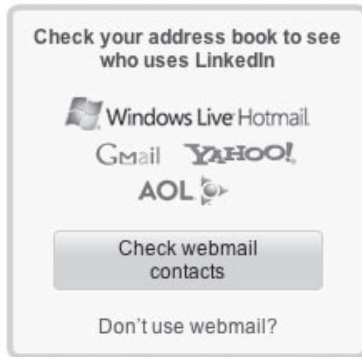 Check your address book to see
who uses LinkedIn
Windows Live Hotmail
Gmail YAHOO!
AOL
Check webmail
contacts
Don't use webmail?